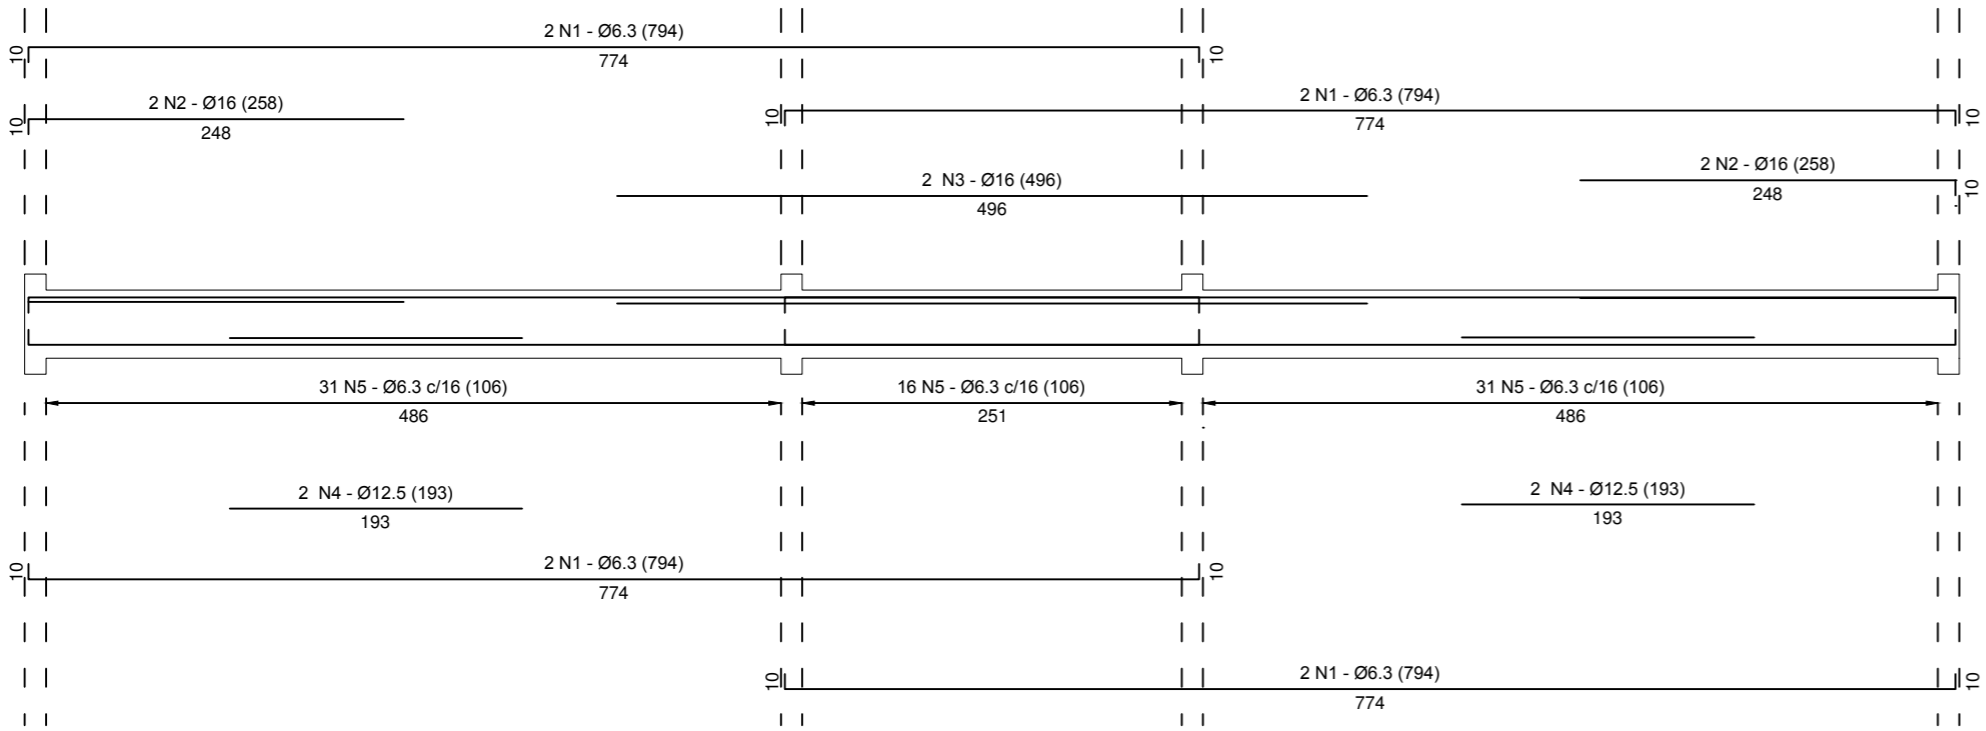 2 N1 - Ø6.3 (794)
10
774
10
2 N2 - Ø16 (258)
10
248
2 N1 - Ø6.3 (794)
10
774
10
2 N3 - Ø16 (496)
496
2 N2 - Ø16 (258)
248
10
31 N5 - Ø6.3 c/16 (106)
486
16 N5 - Ø6.3 c/16 (106)
251
31 N5 - Ø6.3 c/16 (106)
486
2 N4 - Ø12.5 (193)
193
2 N4 - Ø12.5 (193)
193
2 N1 - Ø6.3 (794)
10
774
10
2 N1 - Ø6.3 (794)
10
774
10